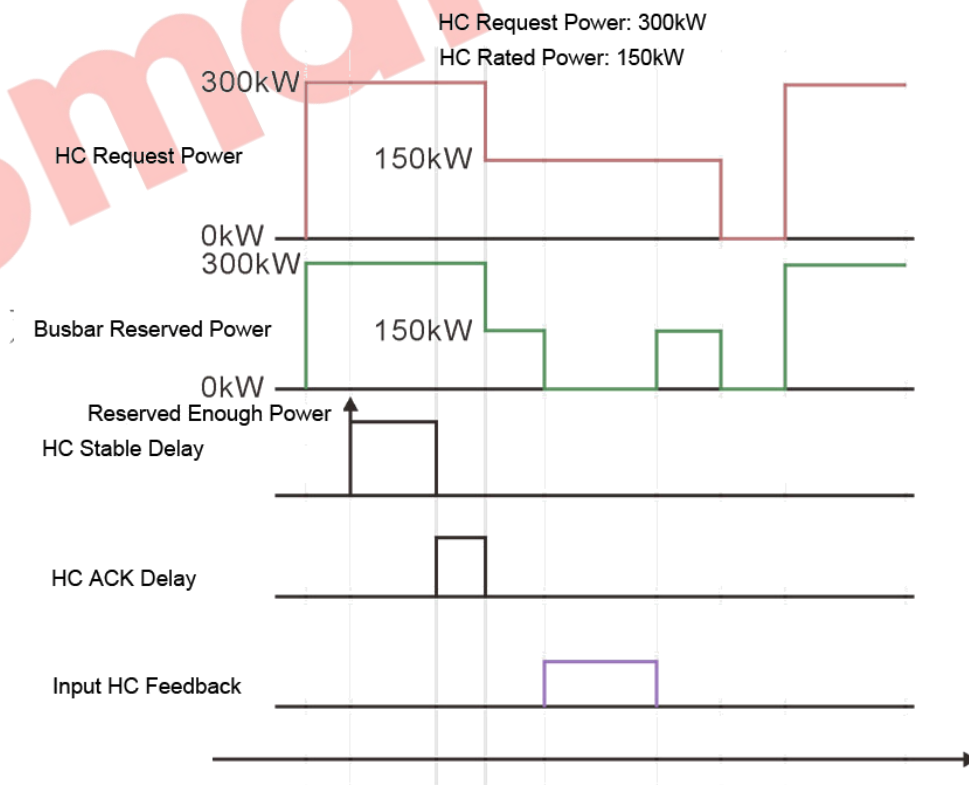 HC Request Power: 300kW
HC Rated Power: 150kW
300kW
HC Request Power
150kW
0kW
300kW
Busbar Reserved Power
150kW
0kW
Reserved Enough Power
HC Stable Delay
HC ACK Delay
Input HC Feedback